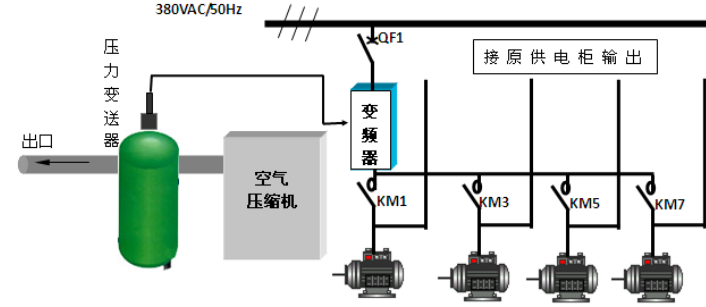 380VAC/50Hz
QF1
接原供电柜输出
压力变送器
变频器
出口
空气
压缩机
KM1
KM3
KM5
KM7